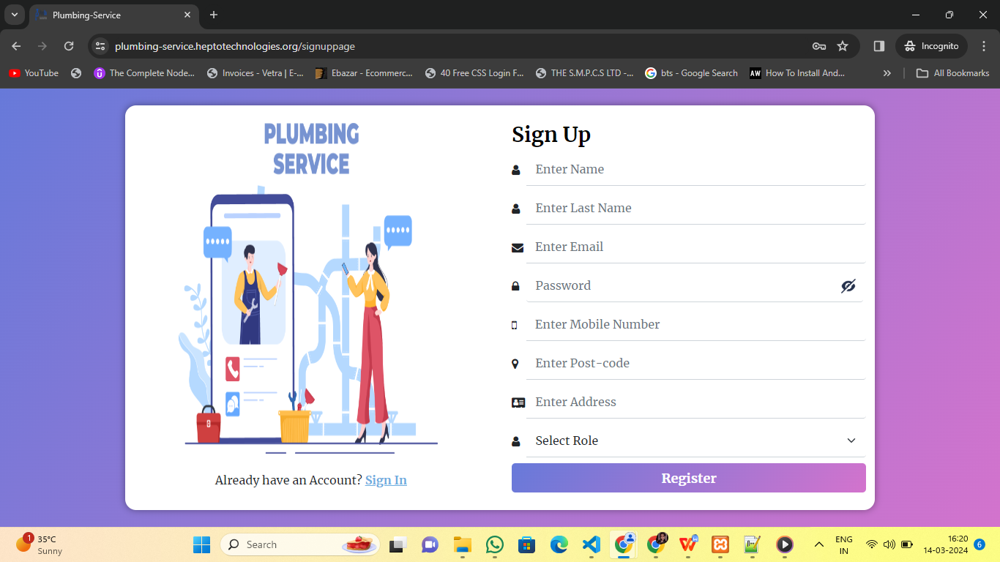 Plumbing-Service
plumbing-service.heptotechnologies.org/signuppage
Incognito
YouTube
The Complete Node...
Invoices - Vetra | E-...
Ebazar - Ecommerc...
40 Free CSS Login F...
THE S.M.P.C.S LTD -...
bts - Google Search
AW
How To Install And...
All Bookmarks
PLUMBING
SERVICE
Already have an Account? Sign In
Sign Up
Enter Name
Enter Last Name
Enter Email
Password
Enter Mobile Number
Enter Post-code
Enter Address
Select Role
Register
1
35°C
Sunny
Search
ENG
IN
16:20
14-03-2024
6